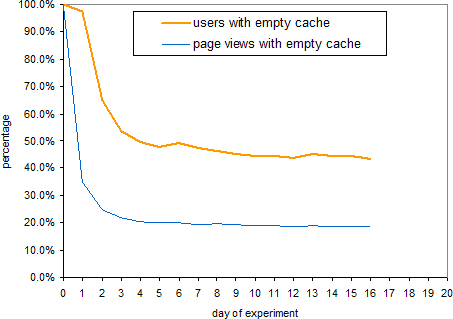 100.0%
90.0%
80.0%
70.0%
60.0%
50.0%
40.0%
30.0%
20.0%
10.0%
0.0%
percentage
users with empty cache
page views with empty cache
0 1 2 3 4 5 6 7 8 9 10 11 12 13 14 15 16 17 18 19 20
day of experiment